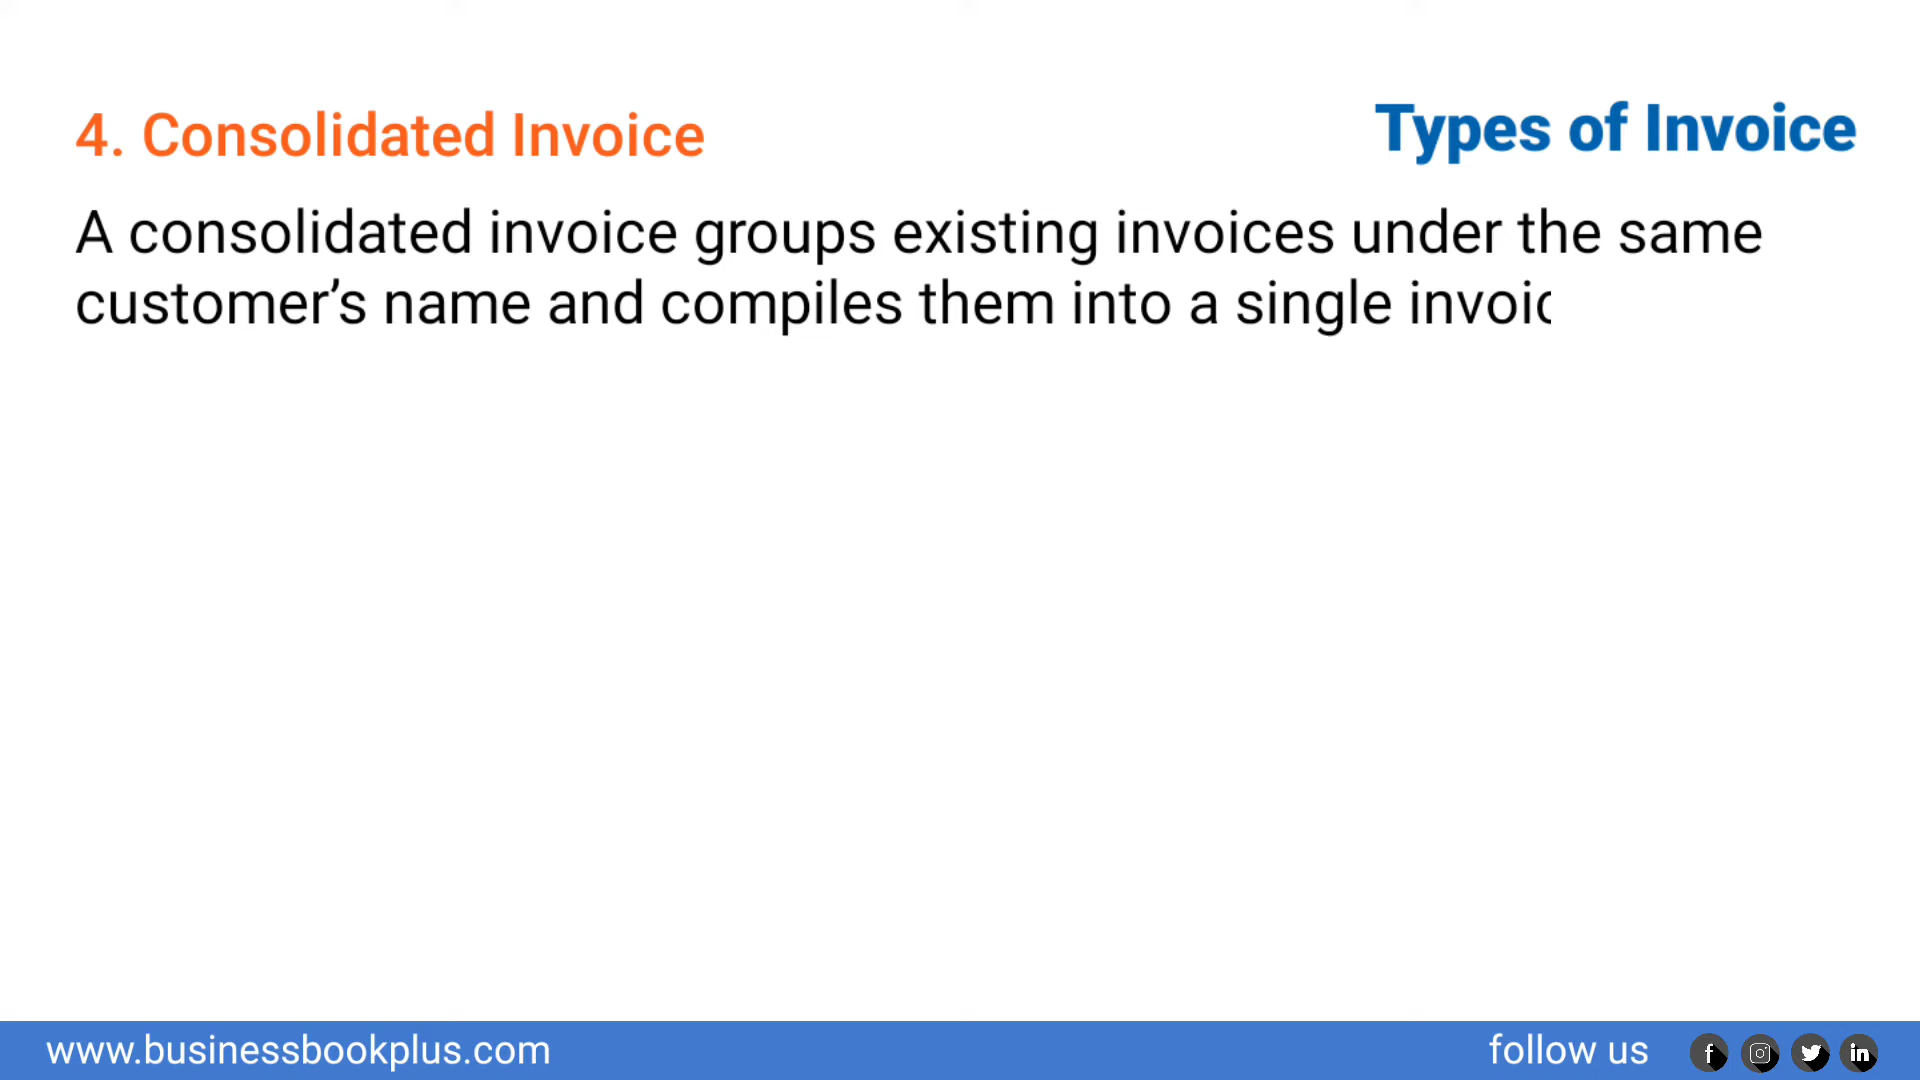 4. Consolidated Invoice
Types of Invoice
A consolidated invoice groups existing invoices under the same
customer’s name and compiles them into a single invoic
www.businessbookplus.com
follow us